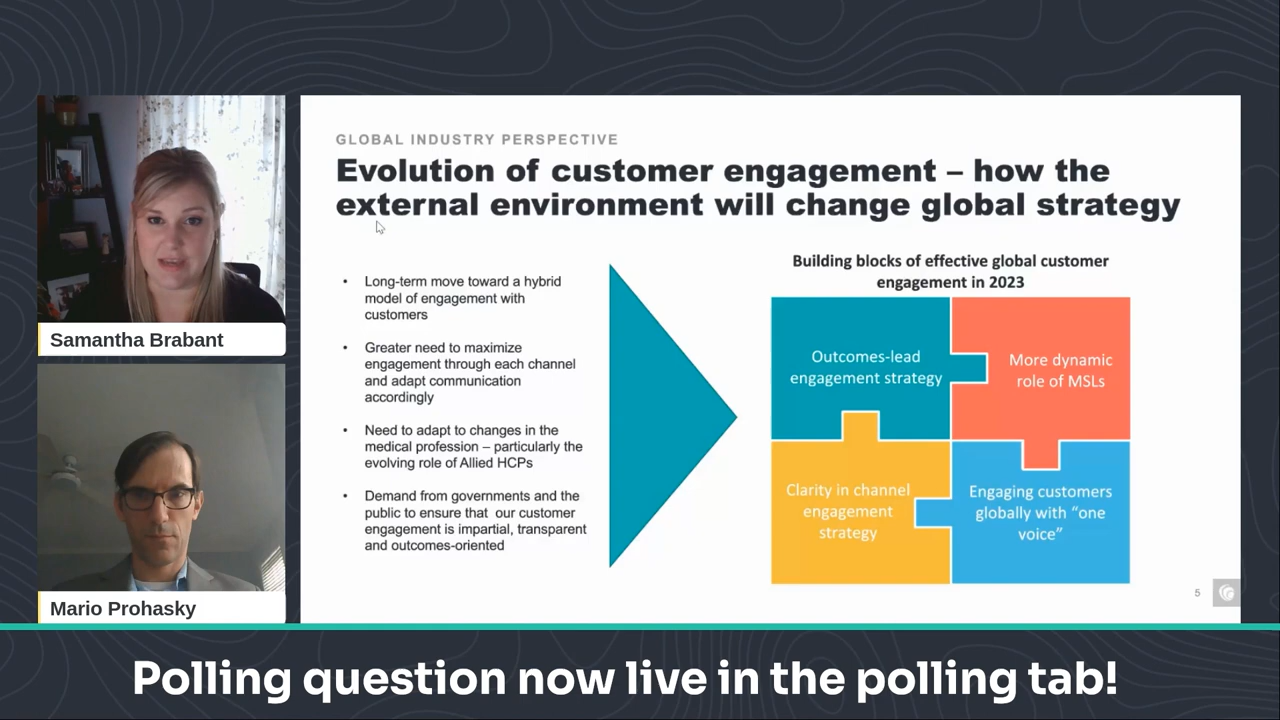 GLOBAL INDUSTRY PERSPECTIVE
Evolution of customer engagement – how the
external environment will change global strategy
• Long-term move toward a hybrid
model of engagement with
customers
• Greater need to maximize
engagement through each channel
and adapt communication
accordingly
• Need to adapt to changes in the
medical profession – particularly the
evolving role of Allied HCPs
• Demand from governments and the
public to ensure that our customer
engagement is impartial, transparent
and outcomes-oriented
Building blocks of effective global customer
engagement in 2023
Outcomes-lead
engagement strategy
More dynamic
role of MSLs
Clarity in channel
engagement
strategy
Engaging customers
globally with “one
voice”
5
Samantha Brabant
Mario Prohasky
Polling question now live in the polling tab!